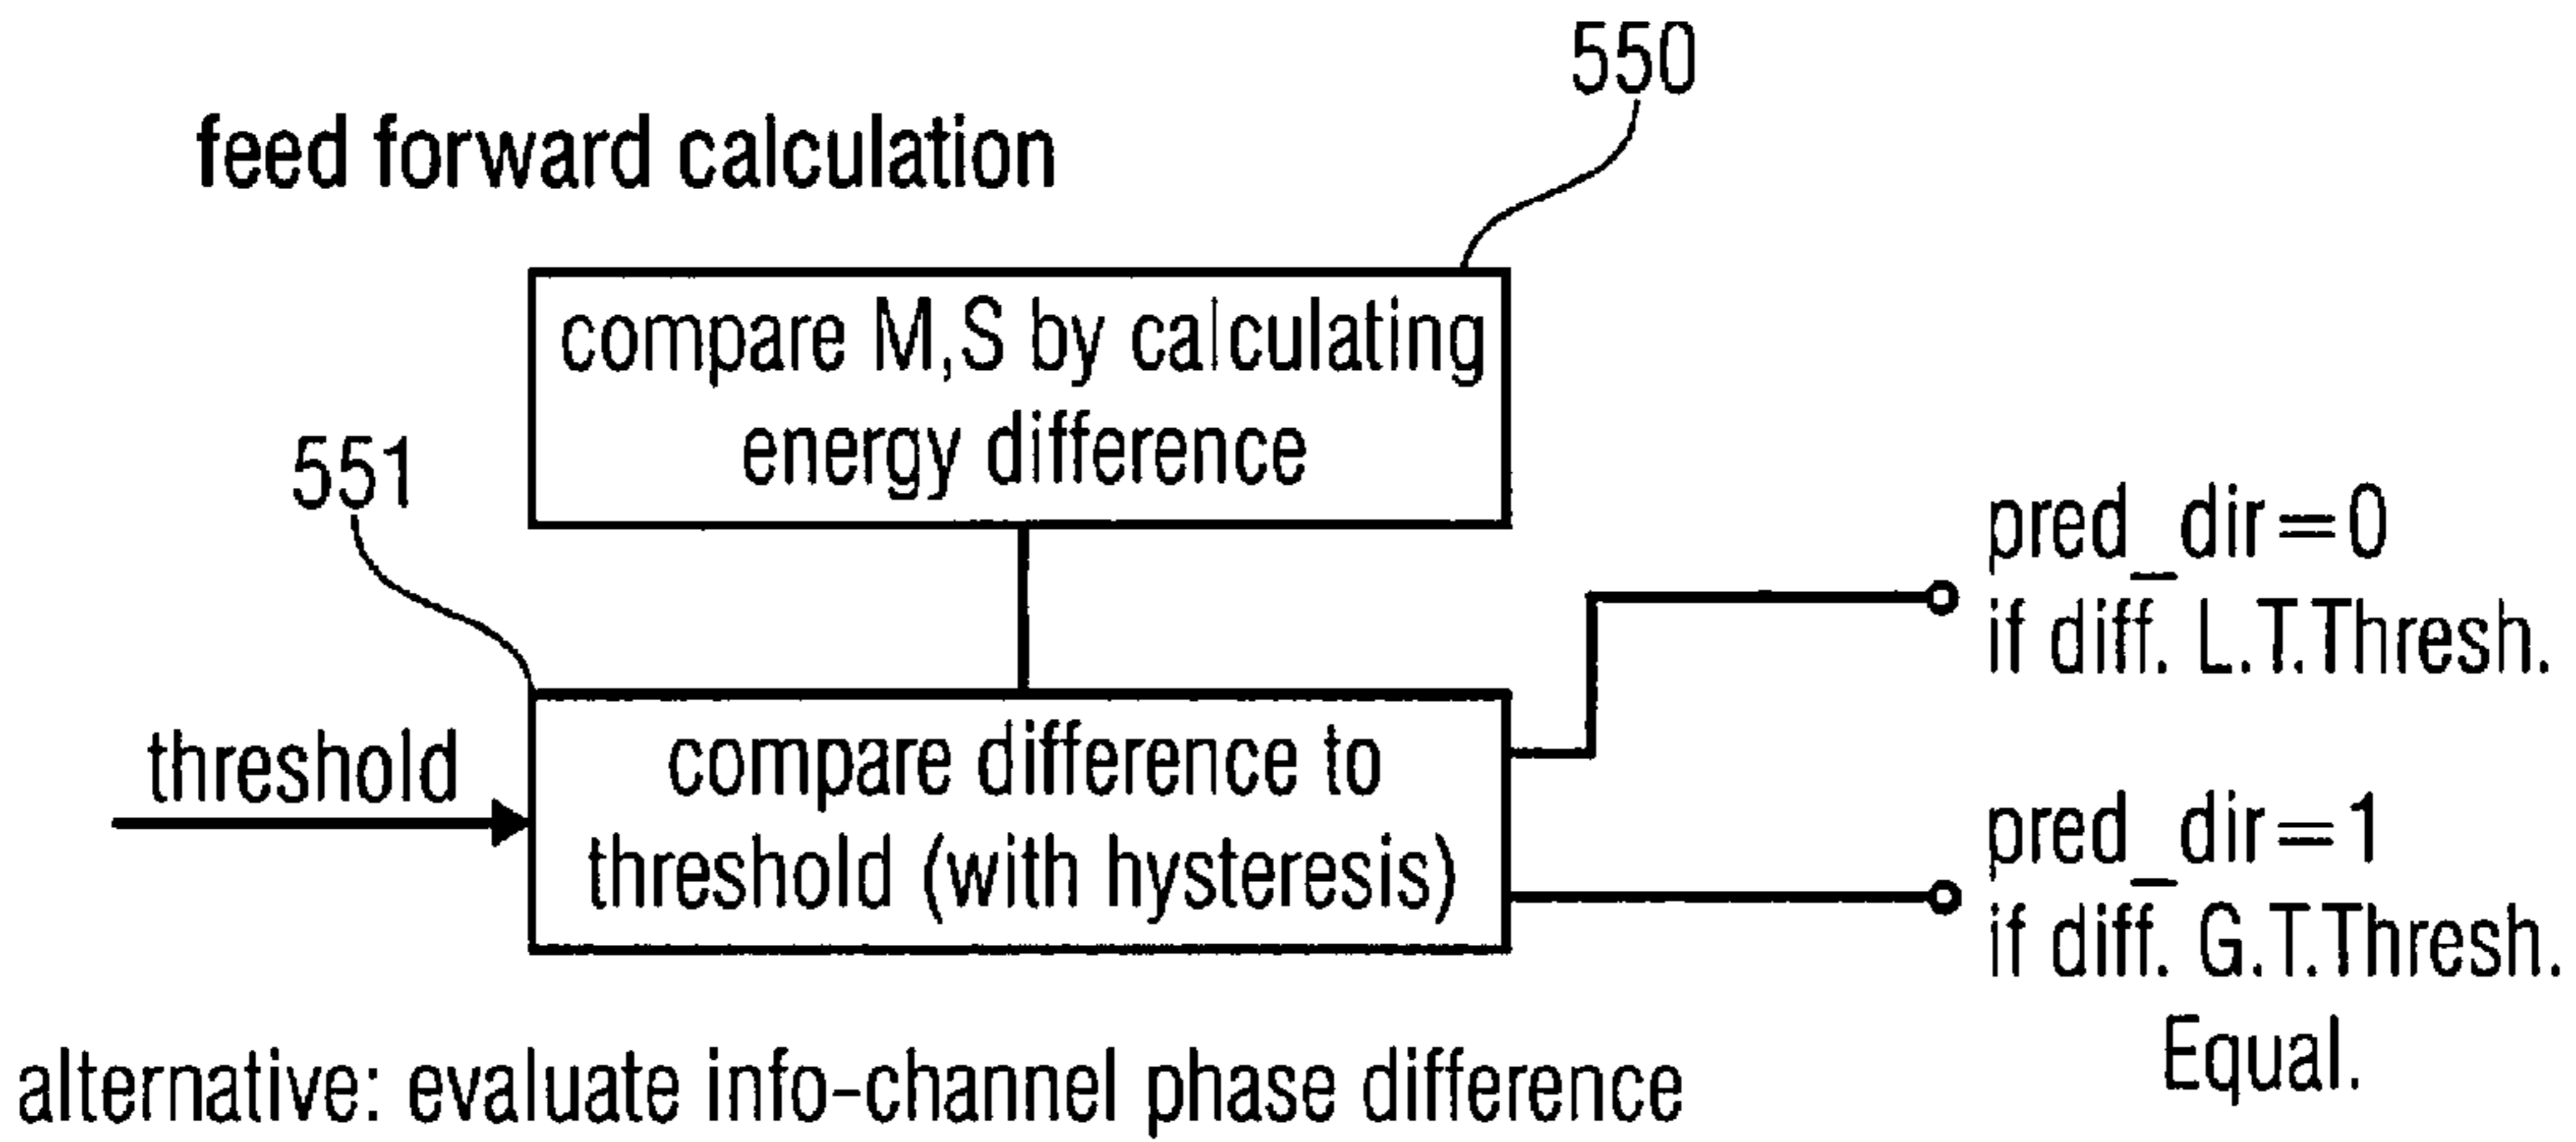 550
feed forward calculation
compare M,S by calculating
energy difference
551
pred_dir=0
if diff. L.T.Thresh.
threshold
compare difference to
threshold (with hysteresis)
pred_dir=1
if diff. G.T.Thresh.
Equal.
alternative: evaluate info-channel phase difference